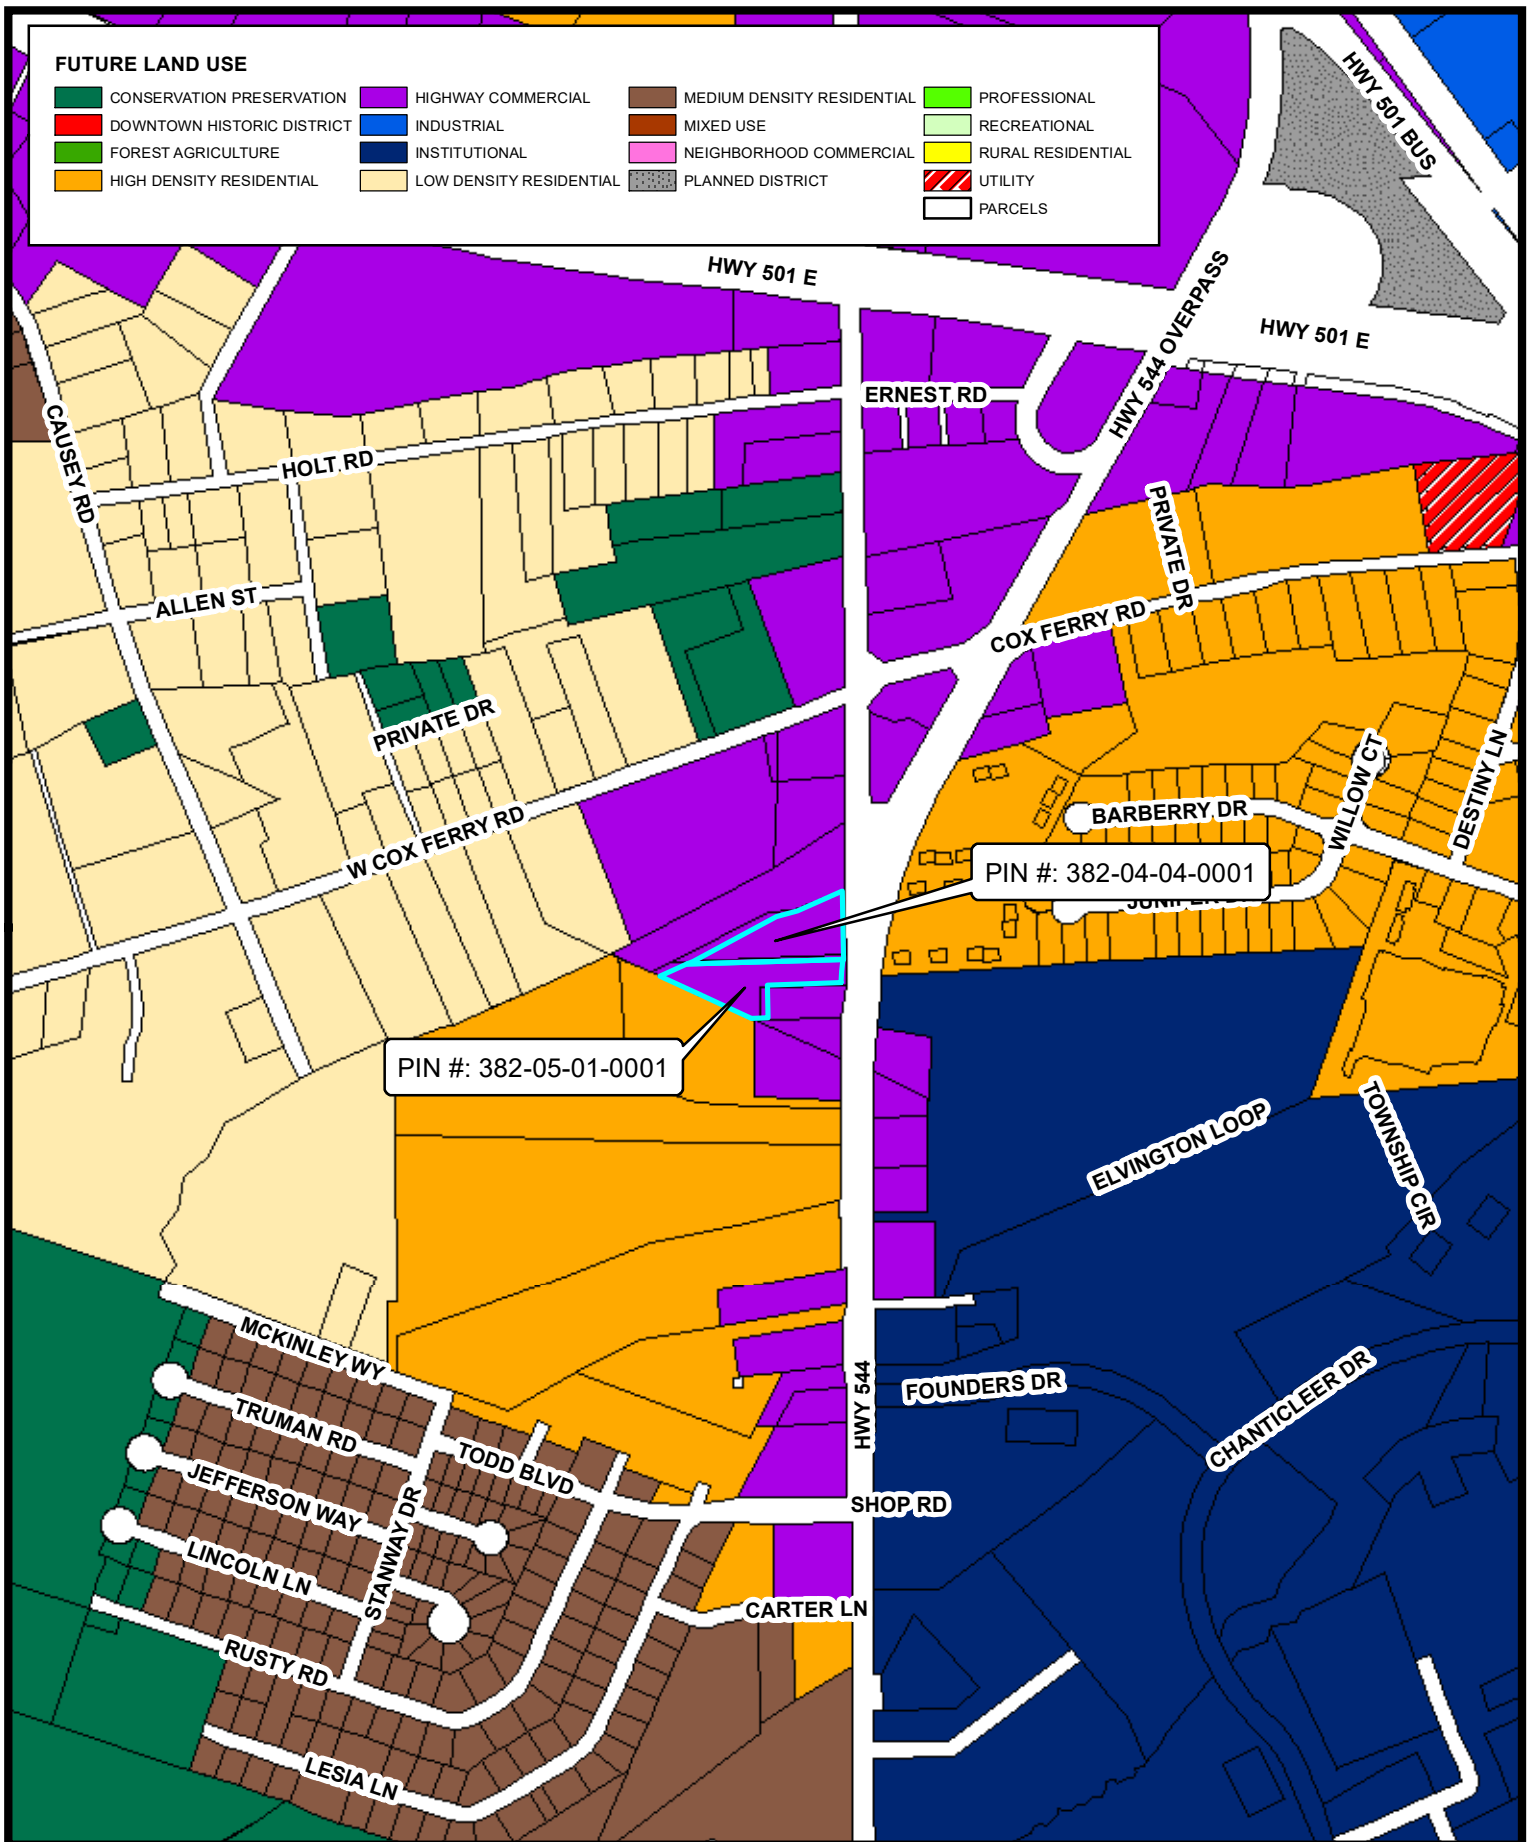 FUTURE LAND USE
CONSERVATION PRESERVATION
DOWNTOWN HISTORIC DISTRICT
FOREST AGRICULTURE
HIGH DENSITY RESIDENTIAL
HIGHWAY COMMERCIAL
INDUSTRIAL
INSTITUTIONAL
LOW DENSITY RESIDENTIAL
MEDIUM DENSITY RESIDENTIAL
MIXED USE
NEIGHBORHOOD COMMERCIAL
PLANNED DISTRICT
PROFESSIONAL
RECREATIONAL
RURAL RESIDENTIAL
UTILITY
PARCELS
HWY 501 BUS
HWY 501 E
HWY 501 E
HWY 544 OVERPASS
ERNEST RD
CAUSEY RD
HOLT RD
PRIVATE DR
ALLEN ST
COX FERRY RD
PRIVATE DR
WILLOW CT
DESTINY LN
BARBERRY DR
W COX FERRY RD
PIN #: 382-04-04-0001
PIN #: 382-05-01-0001
ELVINGTON LOOP
TOWNSHIP CIR
MCKINLEY WY
HWY 544
FOUNDERS DR
CHANTICLEER DR
TRUMAN RD
TODD BLVD
JEFFERSON WAY
STANWAY DR
SHOP RD
LINCOLN LN
CARTER LN
RUSTY RD
LESIA LN